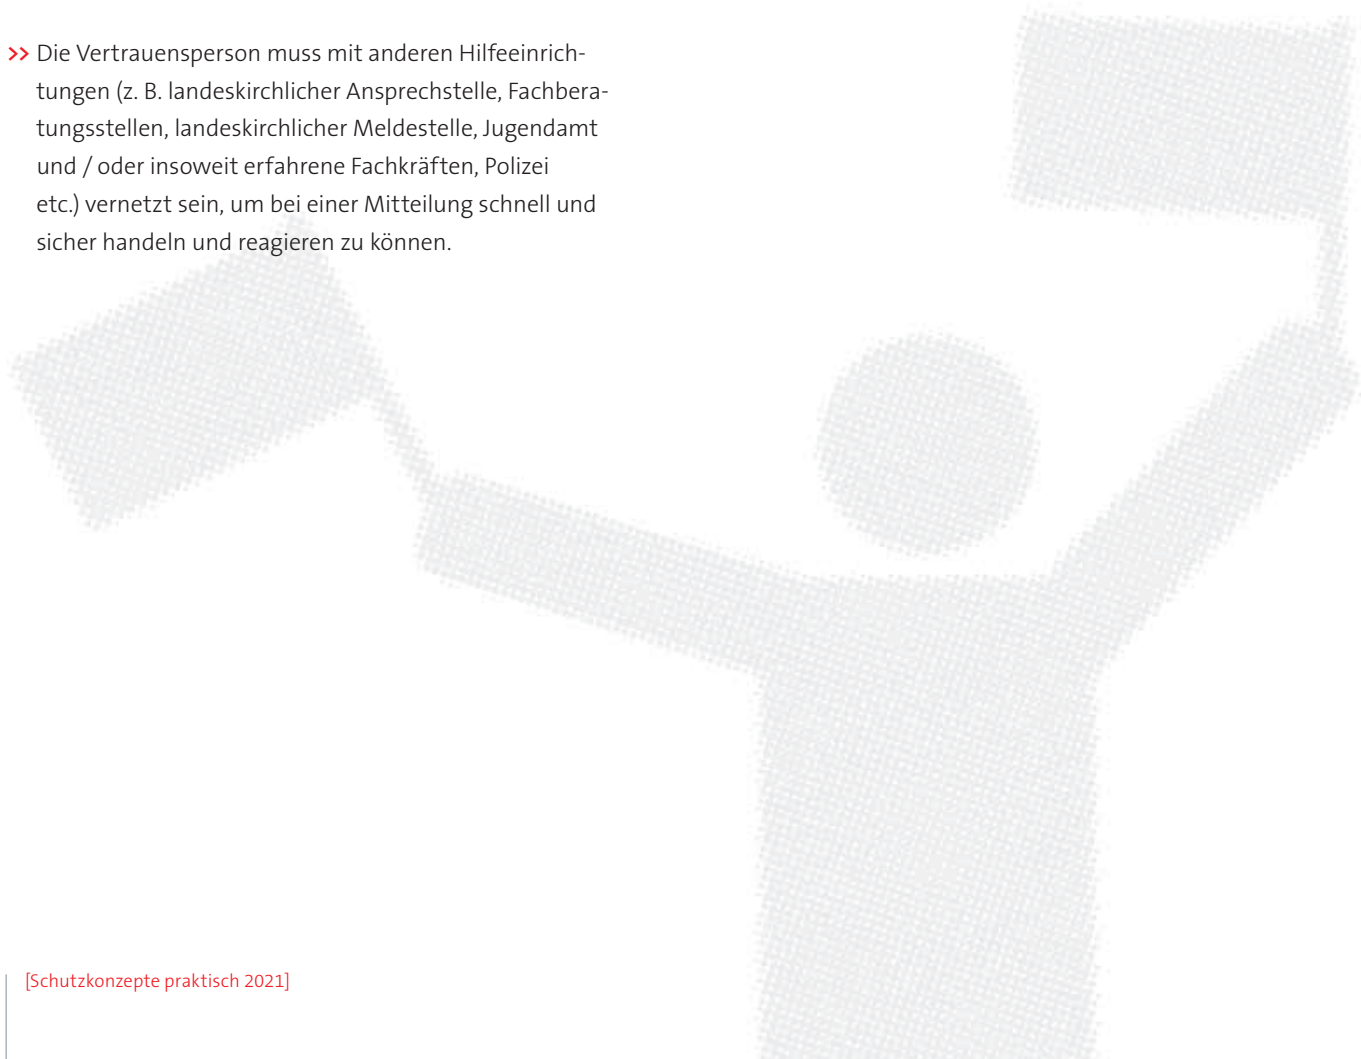 >> Die Vertrauensperson muss mit anderen Hilfeeinrich-
tungen (z. B. landeskirchlicher Ansprechstelle, Fachbera-
tungsstellen, landeskirchlicher Meldestelle, Jugendamt
und / oder insoweit erfahrene Fachkräften, Polizei
etc.) vernetzt sein, um bei einer Mitteilung schnell und
sicher handeln und reagieren zu können.
[Schutzkonzepte praktisch 2021]